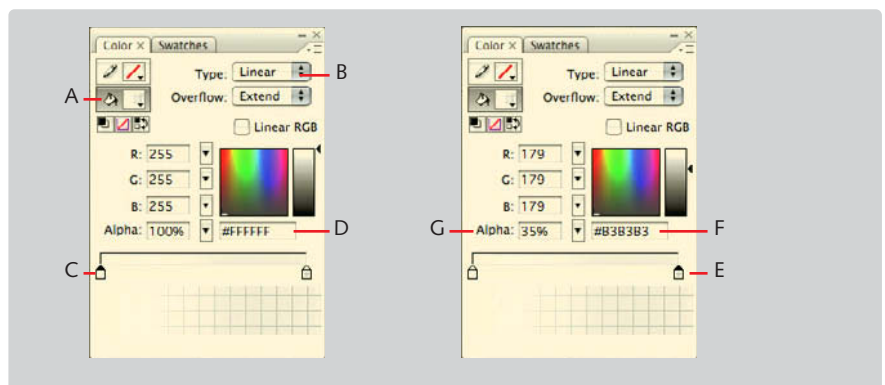 Color × Swatches
Type: Linear B
A
Overflow: Extend
Linear RGB
R: 255
G: 255
B: 255
Alpha: 100% #FFFFFF D
C
Color × Swatches
Type: Linear
Overflow: Extend
Linear RGB
R: 179
G: 179
B: 179
G Alpha: 35% #B3B3B3 F
E